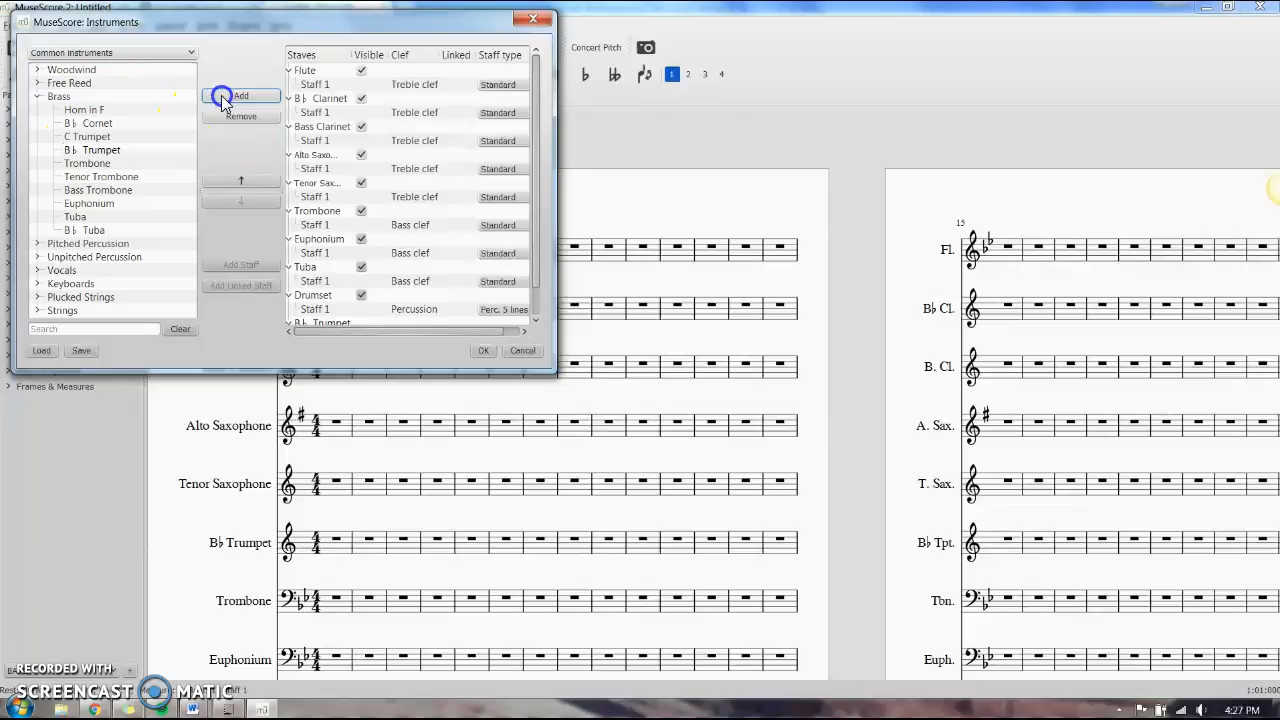 MuseScore 2: Untitled
MuseScore: Instruments
Common instruments
Woodwind
Free Reed
Brass
Horn in F
B♭ Cornet
C Trumpet
B♭ Trumpet
Trombone
Tenor Trombone
Bass Trombone
Euphonium
Tuba
B♭ Tuba
Pitched Percussion
Unpitched Percussion
Vocals
Keyboards
Plucked Strings
Strings
Search
Clear
Load
Save
Add
Remove
↑
↓
Add Staff
Add Linked Staff
Staves Visible Clef Linked Staff type
Flute
Staff 1 Treble clef Standard
B♭ Clarinet
Staff 1 Treble clef Standard
Bass Clarinet
Staff 1 Treble clef Standard
Alto Saxo...
Staff 1 Treble clef Standard
Tenor Sax...
Staff 1 Treble clef Standard
Trombone
Staff 1 Bass clef Standard
Euphonium
Staff 1 Bass clef Standard
Tuba
Staff 1 Bass clef Standard
Drumset
Staff 1 Percussion Perc. 5 lines
B♭ Trumpet
OK
Cancel
Concert Pitch
1 2 3 4
Frames & Measures
Alto Saxophone
Tenor Saxophone
B♭ Trumpet
Trombone
Euphonium
15
Fl.
B♭ Cl.
B. Cl.
A. Sax.
T. Sax.
B♭ Tpt.
Tbn.
Euph.
RECORDED WITH
SCREENCAST MATIC
1:01:000
4:27 PM